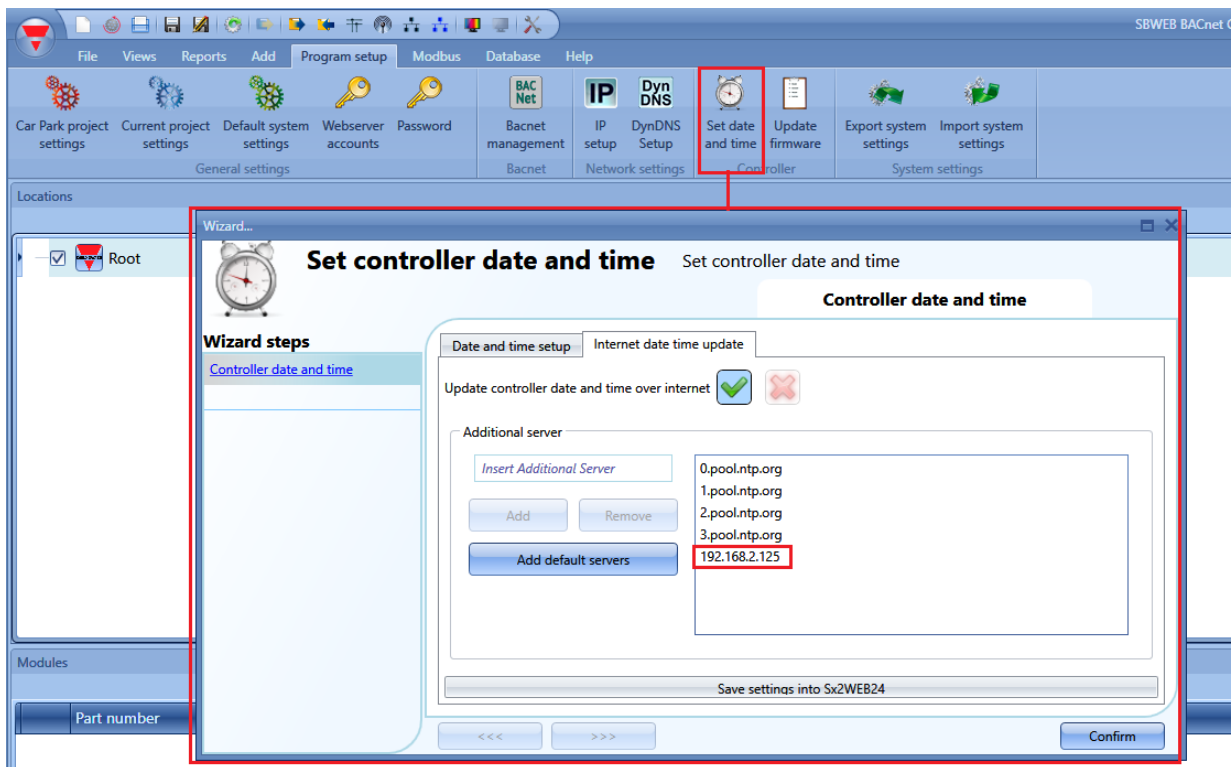 SBWEB BACnet
File Views Reports Add Program setup Modbus Database Help
BAC Net IP Dyn DNS
Car Park project settings Current project settings Default system settings Webserver accounts Password Bacnet management IP setup DynDNS Setup Set date and time Update firmware Export system settings Import system settings
General settings Bacnet Network settings Controller System settings
Locations
Root
Wizard...
Set controller date and time Set controller date and time
Controller date and time
Wizard steps
Controller date and time
Date and time setup Internet date time update
Update controller date and time over internet
Additional server
Insert Additional Server
Add Remove
Add default servers
0.pool.ntp.org
1.pool.ntp.org
2.pool.ntp.org
3.pool.ntp.org
192.168.2.125
Save settings into Sx2WEB24
<<< >>> Confirm
Modules
Part number